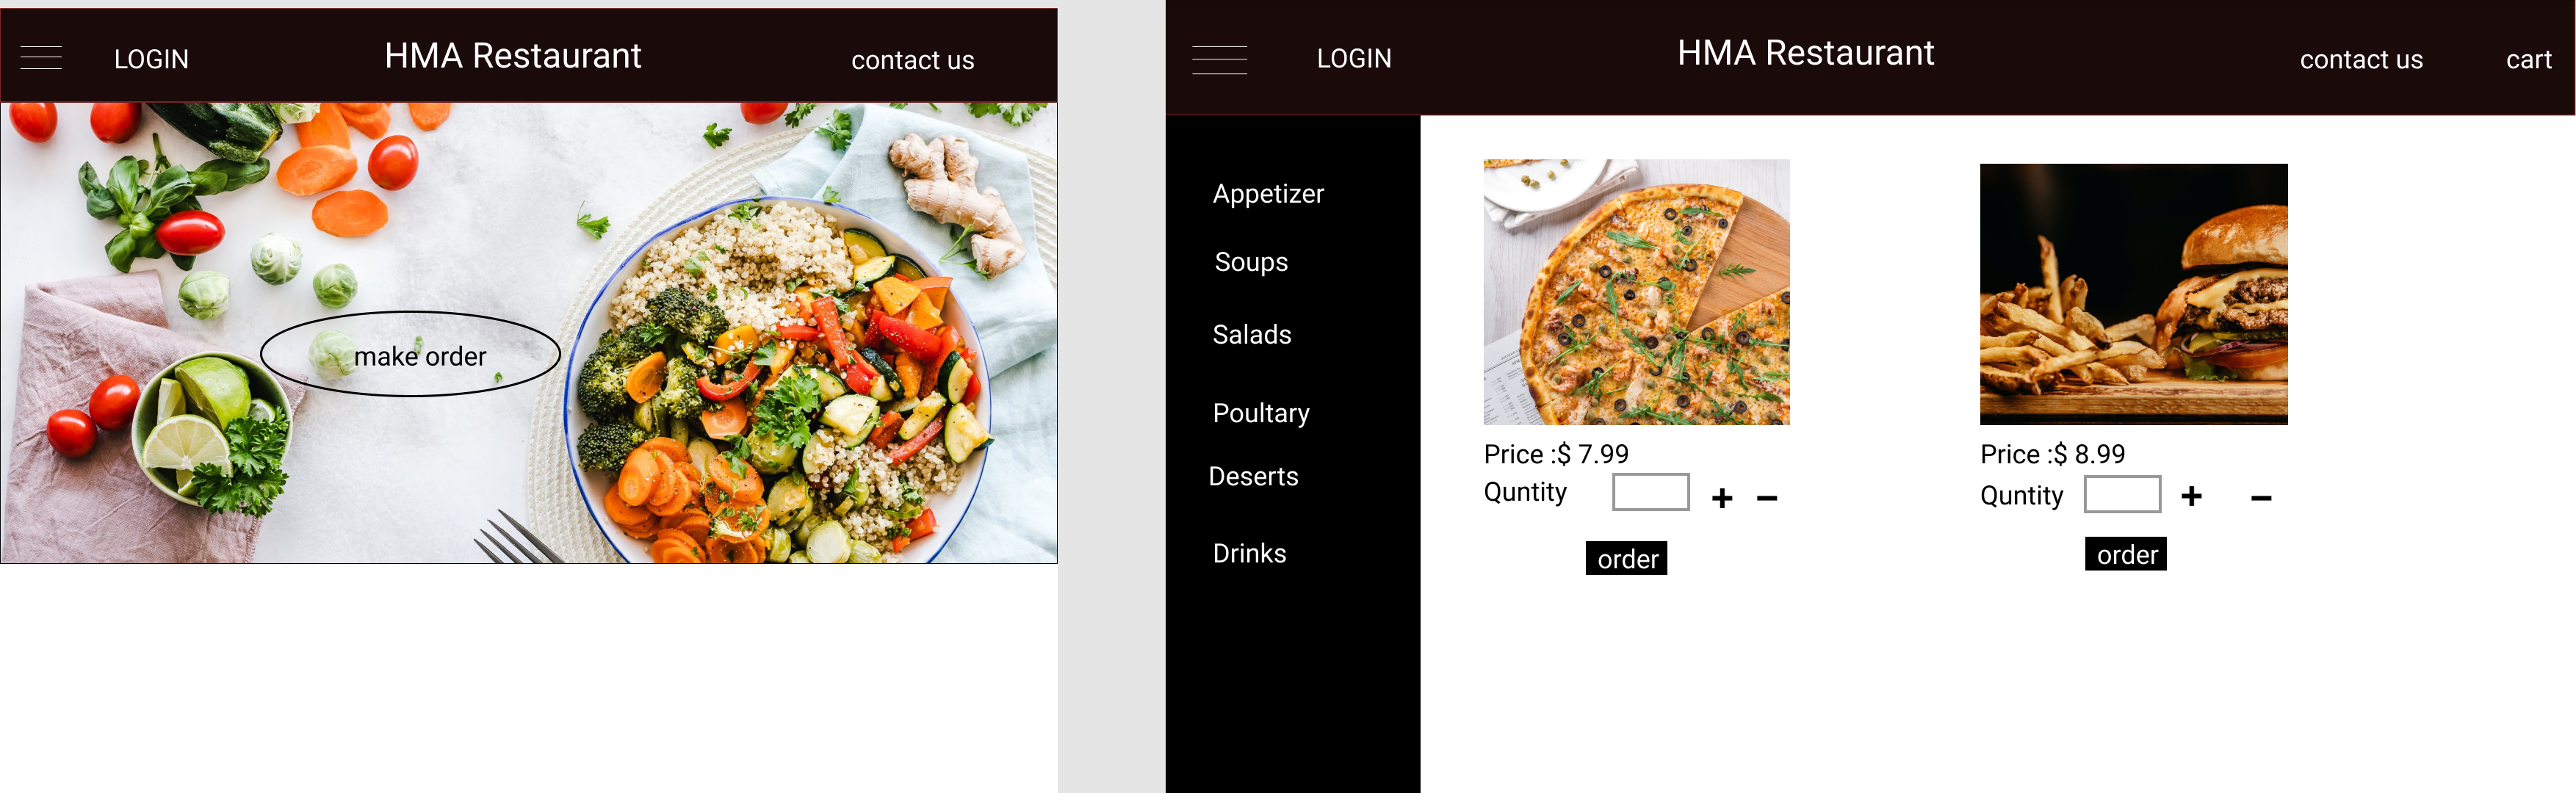 LOGIN
HMA Restaurant
contact us
make order
LOGIN
HMA Restaurant
contact us
cart
Appetizer
Soups
Salads
Poultary
Deserts
Drinks
Price :$ 7.99
Quntity
+ −
order
Price :$ 8.99
Quntity
+ −
order